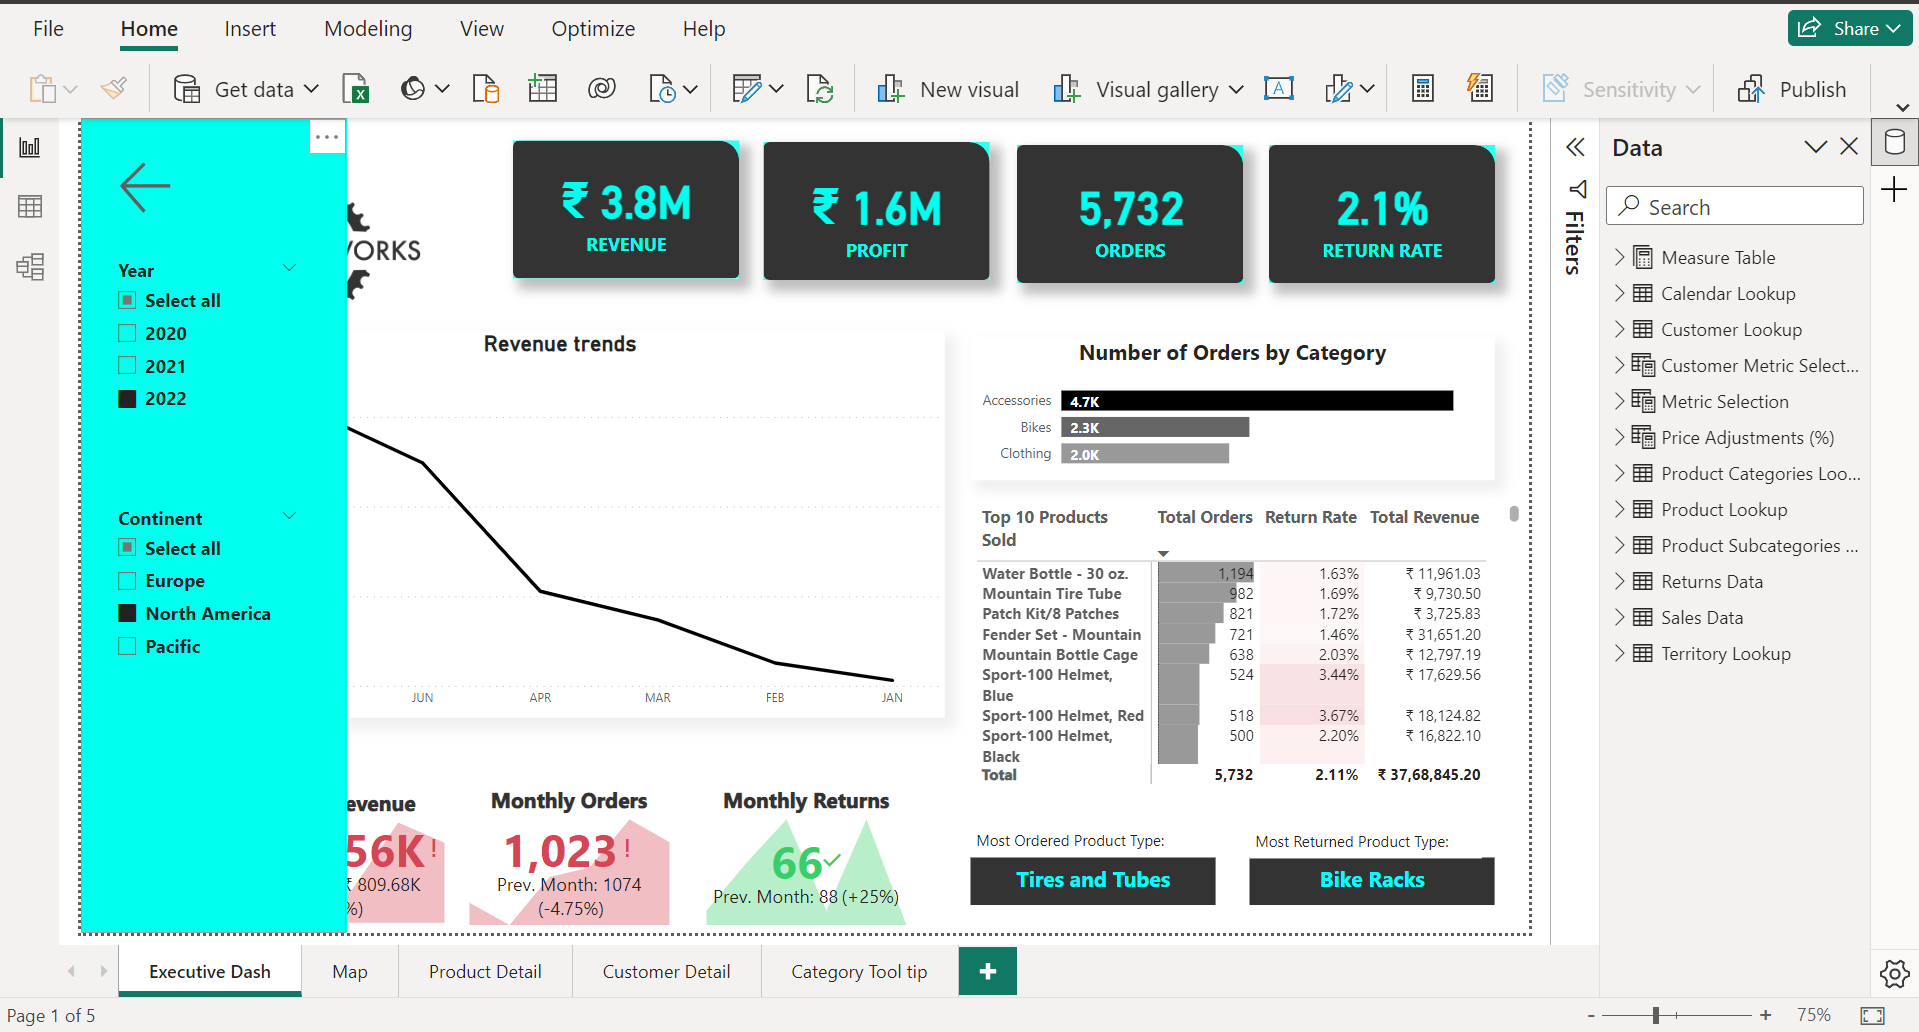 File Home Insert Modeling View Optimize Help Share
Get data New visual Visual gallery A Sensitivity Publish
Year
Select all
2020
2021
2022
Continent
Select all
Europe
North America
Pacific
ORKS
₹ 3.8M
REVENUE
₹ 1.6M
PROFIT
5,732
ORDERS
2.1%
RETURN RATE
Revenue trends
JUN APR MAR FEB JAN
Number of Orders by Category
Accessories 4.7K
Bikes 2.3K
Clothing 2.0K
Top 10 Products Sold Total Orders Return Rate Total Revenue
Water Bottle - 30 oz. 1,194 1.63% ₹ 11,961.03
Mountain Tire Tube 982 1.69% ₹ 9,730.50
Patch Kit/8 Patches 821 1.72% ₹ 3,725.83
Fender Set - Mountain 721 1.46% ₹ 31,651.20
Mountain Bottle Cage 638 2.03% ₹ 12,797.19
Sport-100 Helmet, Blue 524 3.44% ₹ 17,629.56
Sport-100 Helmet, Red 518 3.67% ₹ 18,124.82
Sport-100 Helmet, Black 500 2.20% ₹ 16,822.10
Total 5,732 2.11% ₹ 37,68,845.20
evenue
56K!
₹ 809.68K
%)
Monthly Orders
1,023!
Prev. Month: 1074
(-4.75%)
Monthly Returns
66
Prev. Month: 88 (+25%)
Most Ordered Product Type:
Tires and Tubes
Most Returned Product Type:
Bike Racks
Filters
Data
Search
Measure Table
Calendar Lookup
Customer Lookup
Customer Metric Select...
Metric Selection
Price Adjustments (%)
Product Categories Loo...
Product Lookup
Product Subcategories ...
Returns Data
Sales Data
Territory Lookup
Executive Dash Map Product Detail Customer Detail Category Tool tip
Page 1 of 5
- + 75%